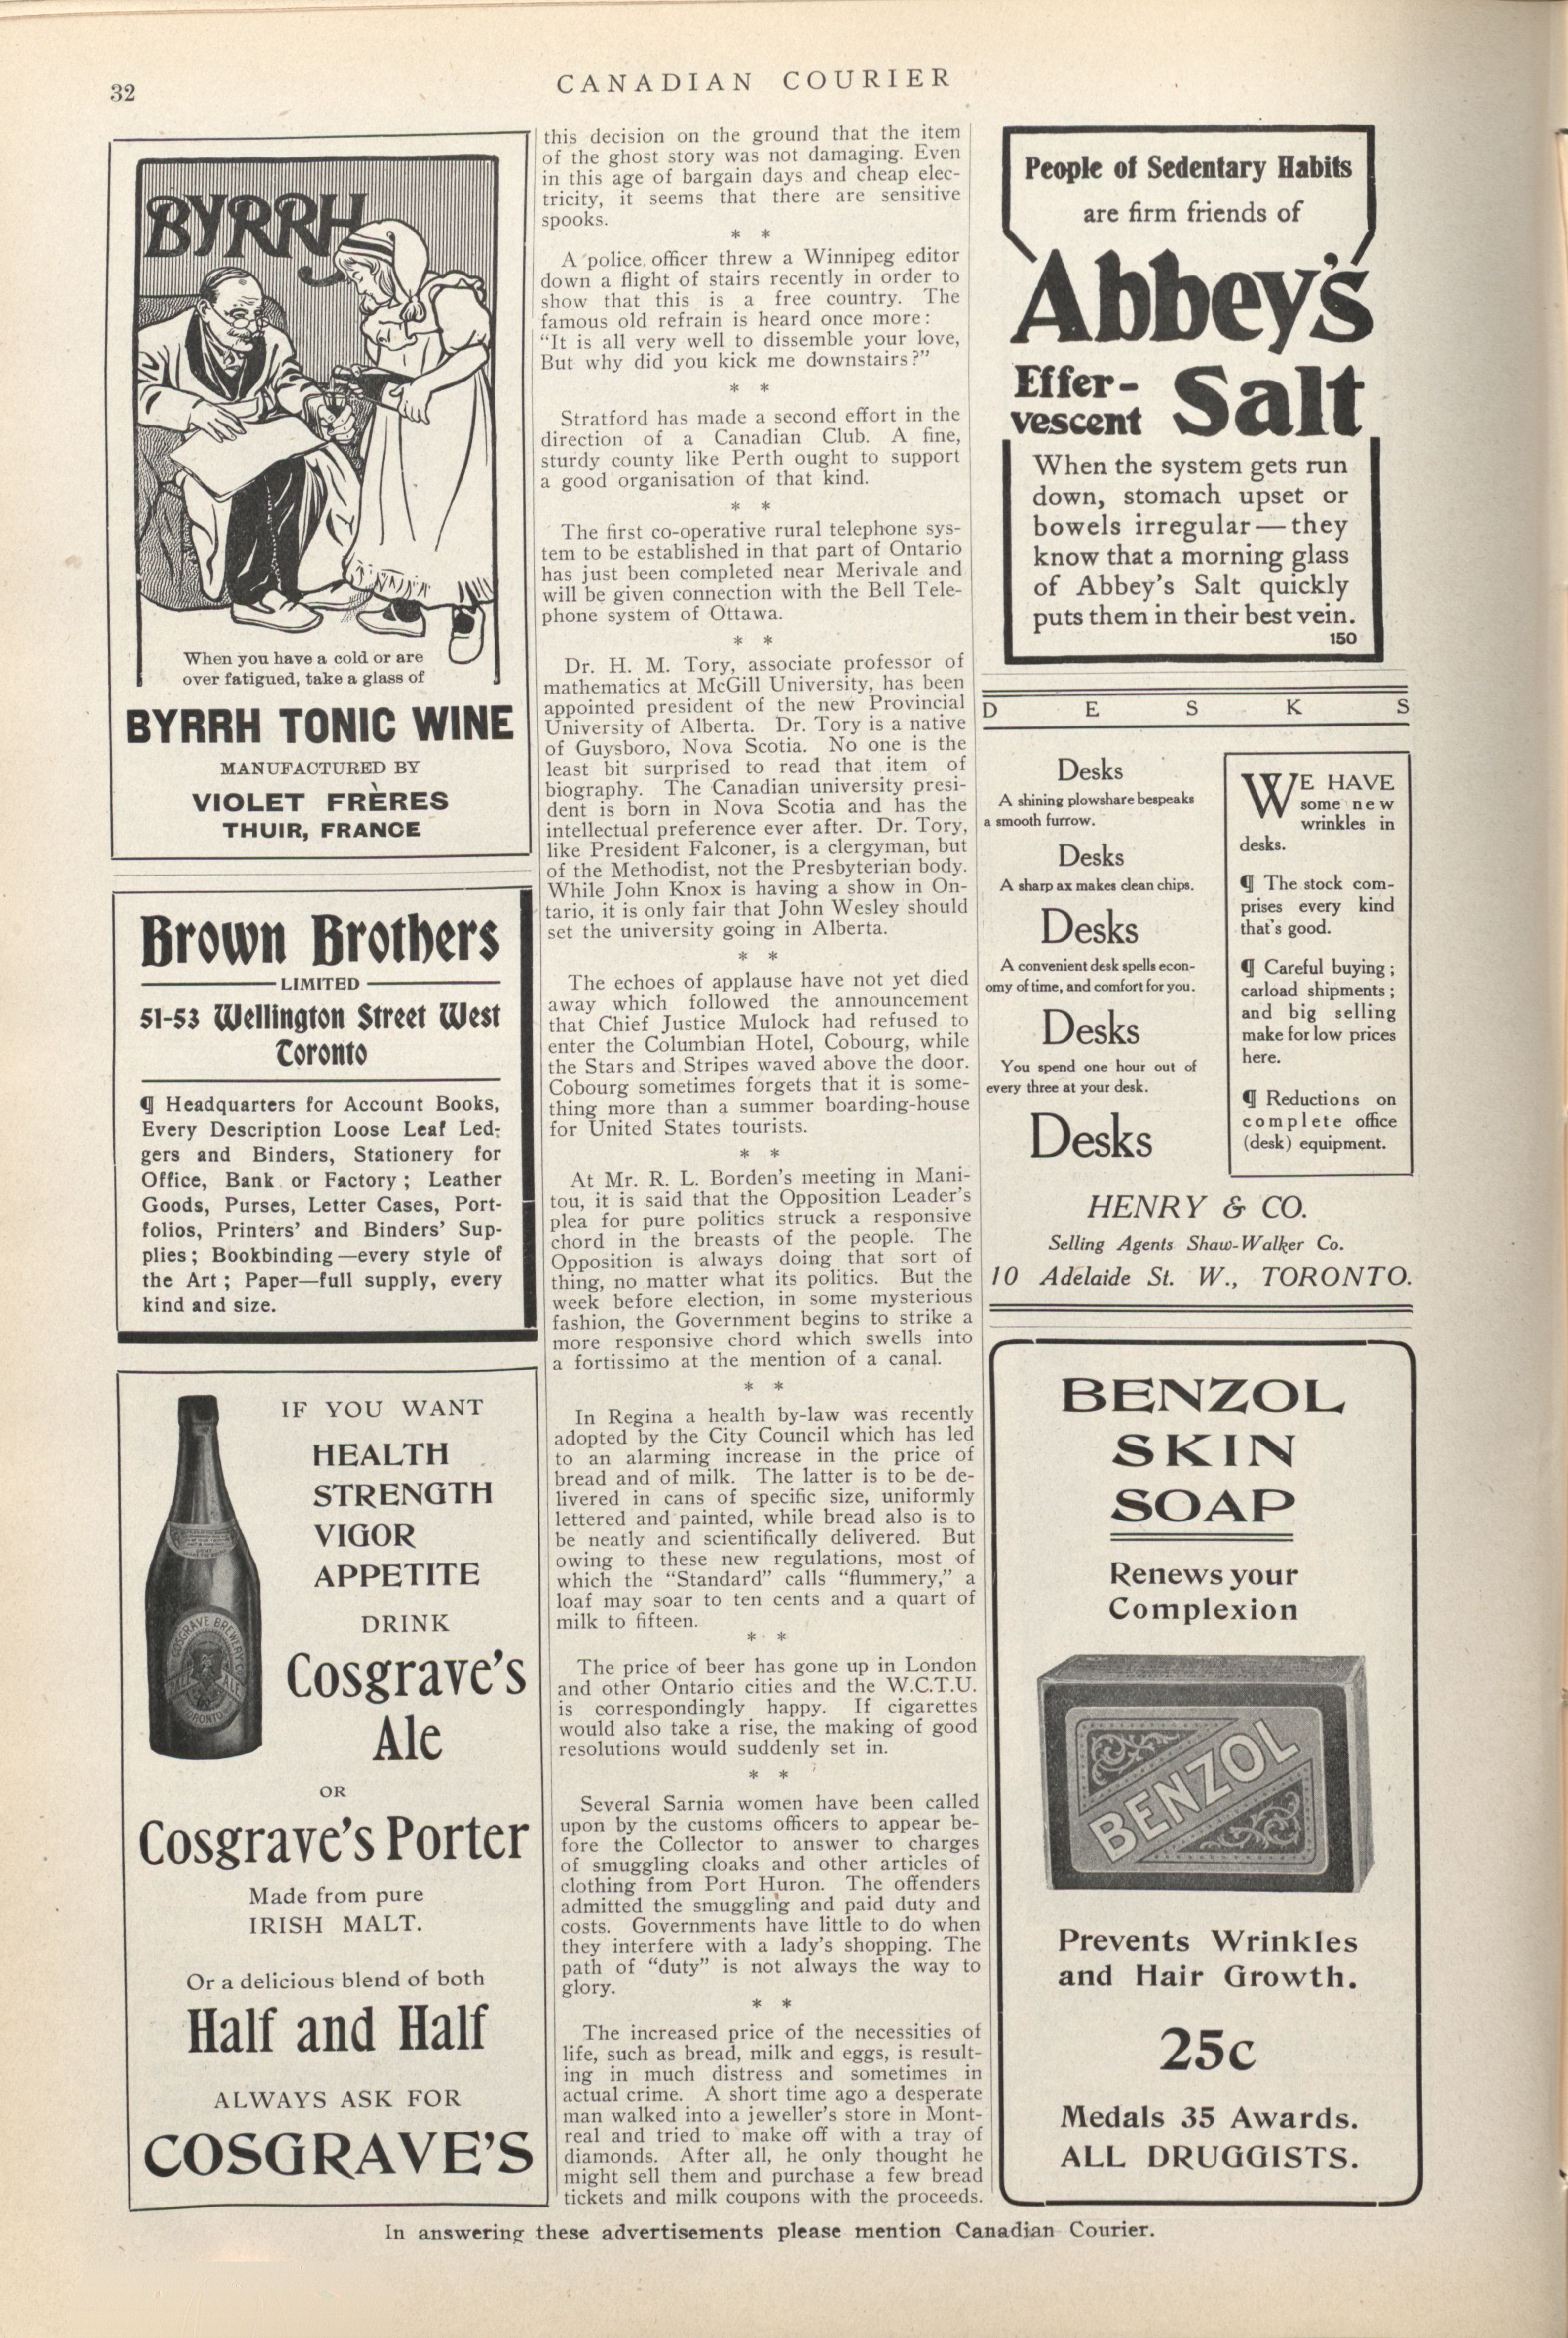 32
CANADIAN COURIER
BYRRH
When you have a cold or are
over fatigued, take a glass of
BYRRH TONIC WINE
MANUFACTURED BY
VIOLET FRÈRES
THUIR, FRANCE
Brown Brothers
LIMITED
51-53 Wellington Street West
Toronto
¶ Headquarters for Account Books,
Every Description Loose Leaf Led-
gers and Binders, Stationery for
Office, Bank or Factory; Leather
Goods, Purses, Letter Cases, Port-
folios, Printers' and Binders' Sup-
plies; Bookbinding—every style of
the Art; Paper—full supply, every
kind and size.
IF YOU WANT
HEALTH
STRENGTH
VIGOR
APPETITE
DRINK
Cosgrave's
Ale
OR
Cosgrave's Porter
Made from pure
IRISH MALT.
Or a delicious blend of both
Half and Half
ALWAYS ASK FOR
COSGRAVE'S
this decision on the ground that the item
of the ghost story was not damaging. Even
in this age of bargain days and cheap elec-
tricity, it seems that there are sensitive
spooks.
* *
A police officer threw a Winnipeg editor
down a flight of stairs recently in order to
show that this is a free country. The
famous old refrain is heard once more:
"It is all very well to dissemble your love,
But why did you kick me downstairs?"
* *
Stratford has made a second effort in the
direction of a Canadian Club. A fine,
sturdy county like Perth ought to support
a good organisation of that kind.
* *
The first co-operative rural telephone sys-
tem to be established in that part of Ontario
has just been completed near Merivale and
will be given connection with the Bell Tele-
phone system of Ottawa.
* *
Dr. H. M. Tory, associate professor of
mathematics at McGill University, has been
appointed president of the new Provincial
University of Alberta. Dr. Tory is a native
of Guysboro, Nova Scotia. No one is the
least bit surprised to read that item of
biography. The Canadian university presi-
dent is born in Nova Scotia and has the
intellectual preference ever after. Dr. Tory,
like President Falconer, is a clergyman, but
of the Methodist, not the Presbyterian body.
While John Knox is having a show in On-
tario, it is only fair that John Wesley should
set the university going in Alberta.
* *
The echoes of applause have not yet died
away which followed the announcement
that Chief Justice Mulock had refused to
enter the Columbian Hotel, Cobourg, while
the Stars and Stripes waved above the door.
Cobourg sometimes forgets that it is some-
thing more than a summer boarding-house
for United States tourists.
* *
At Mr. R. L. Borden's meeting in Mani-
tou, it is said that the Opposition Leader's
plea for pure politics struck a responsive
chord in the breasts of the people. The
Opposition is always doing that sort of
thing, no matter what its politics. But the
week before election, in some mysterious
fashion, the Government begins to strike a
more responsive chord which swells into
a fortissimo at the mention of a canal.
* *
In Regina a health by-law was recently
adopted by the City Council which has led
to an alarming increase in the price of
bread and of milk. The latter is to be de-
livered in cans of specific size, uniformly
lettered and painted, while bread also is to
be neatly and scientifically delivered. But
owing to these new regulations, most of
which the "Standard" calls "flummery," a
loaf may soar to ten cents and a quart of
milk to fifteen.
* *
The price of beer has gone up in London
and other Ontario cities and the W.C.T.U.
is correspondingly happy. If cigarettes
would also take a rise, the making of good
resolutions would suddenly set in.
* *
Several Sarnia women have been called
upon by the customs officers to appear be-
fore the Collector to answer to charges
of smuggling cloaks and other articles of
clothing from Port Huron. The offenders
admitted the smuggling and paid duty and
costs. Governments have little to do when
they interfere with a lady's shopping. The
path of "duty" is not always the way to
glory.
* *
The increased price of the necessities of
life, such as bread, milk and eggs, is result-
ing in much distress and sometimes in
actual crime. A short time ago a desperate
man walked into a jeweller's store in Mont-
real and tried to make off with a tray of
diamonds. After all, he only thought he
might sell them and purchase a few bread
tickets and milk coupons with the proceeds.
People of Sedentary Habits
are firm friends of
Abbey's
Effer-
vescent Salt
When the system gets run
down, stomach upset or
bowels irregular—they
know that a morning glass
of Abbey's Salt quickly
puts them in their best vein.
150
D E S K S
Desks
A shining plowshare bespeaks
a smooth furrow.
Desks
A sharp ax makes clean chips.
Desks
A convenient desk spells econ-
omy of time, and comfort for you.
Desks
You spend one hour out of
every three at your desk.
Desks
WE HAVE
some new
wrinkles in
desks.
¶ The stock com-
prises every kind
that's good.
¶ Careful buying;
carload shipments;
and big selling
make for low prices
here.
¶ Reductions on
complete office
(desk) equipment.
HENRY & CO.
Selling Agents Shaw-Walker Co.
10 Adelaide St. W., TORONTO.
BENZOL
SKIN
SOAP
Renews your
Complexion
BENZOL
Prevents Wrinkles
and Hair Growth.
25c
Medals 35 Awards.
ALL DRUGGISTS.
In answering these advertisements please mention Canadian Courier.